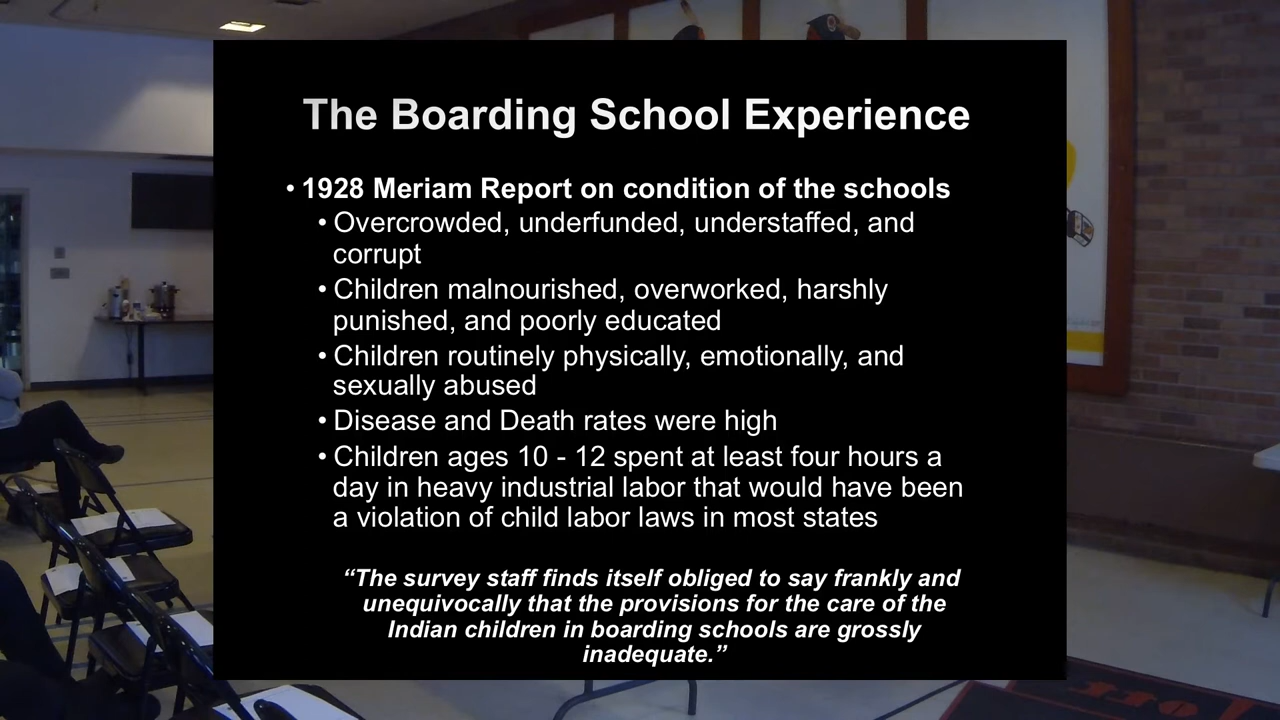 The Boarding School Experience
• 1928 Meriam Report on condition of the schools
• Overcrowded, underfunded, understaffed, and
corrupt
• Children malnourished, overworked, harshly
punished, and poorly educated
• Children routinely physically, emotionally, and
sexually abused
• Disease and Death rates were high
• Children ages 10 - 12 spent at least four hours a
day in heavy industrial labor that would have been
a violation of child labor laws in most states
“The survey staff finds itself obliged to say frankly and
unequivocally that the provisions for the care of the
Indian children in boarding schools are grossly
inadequate.”